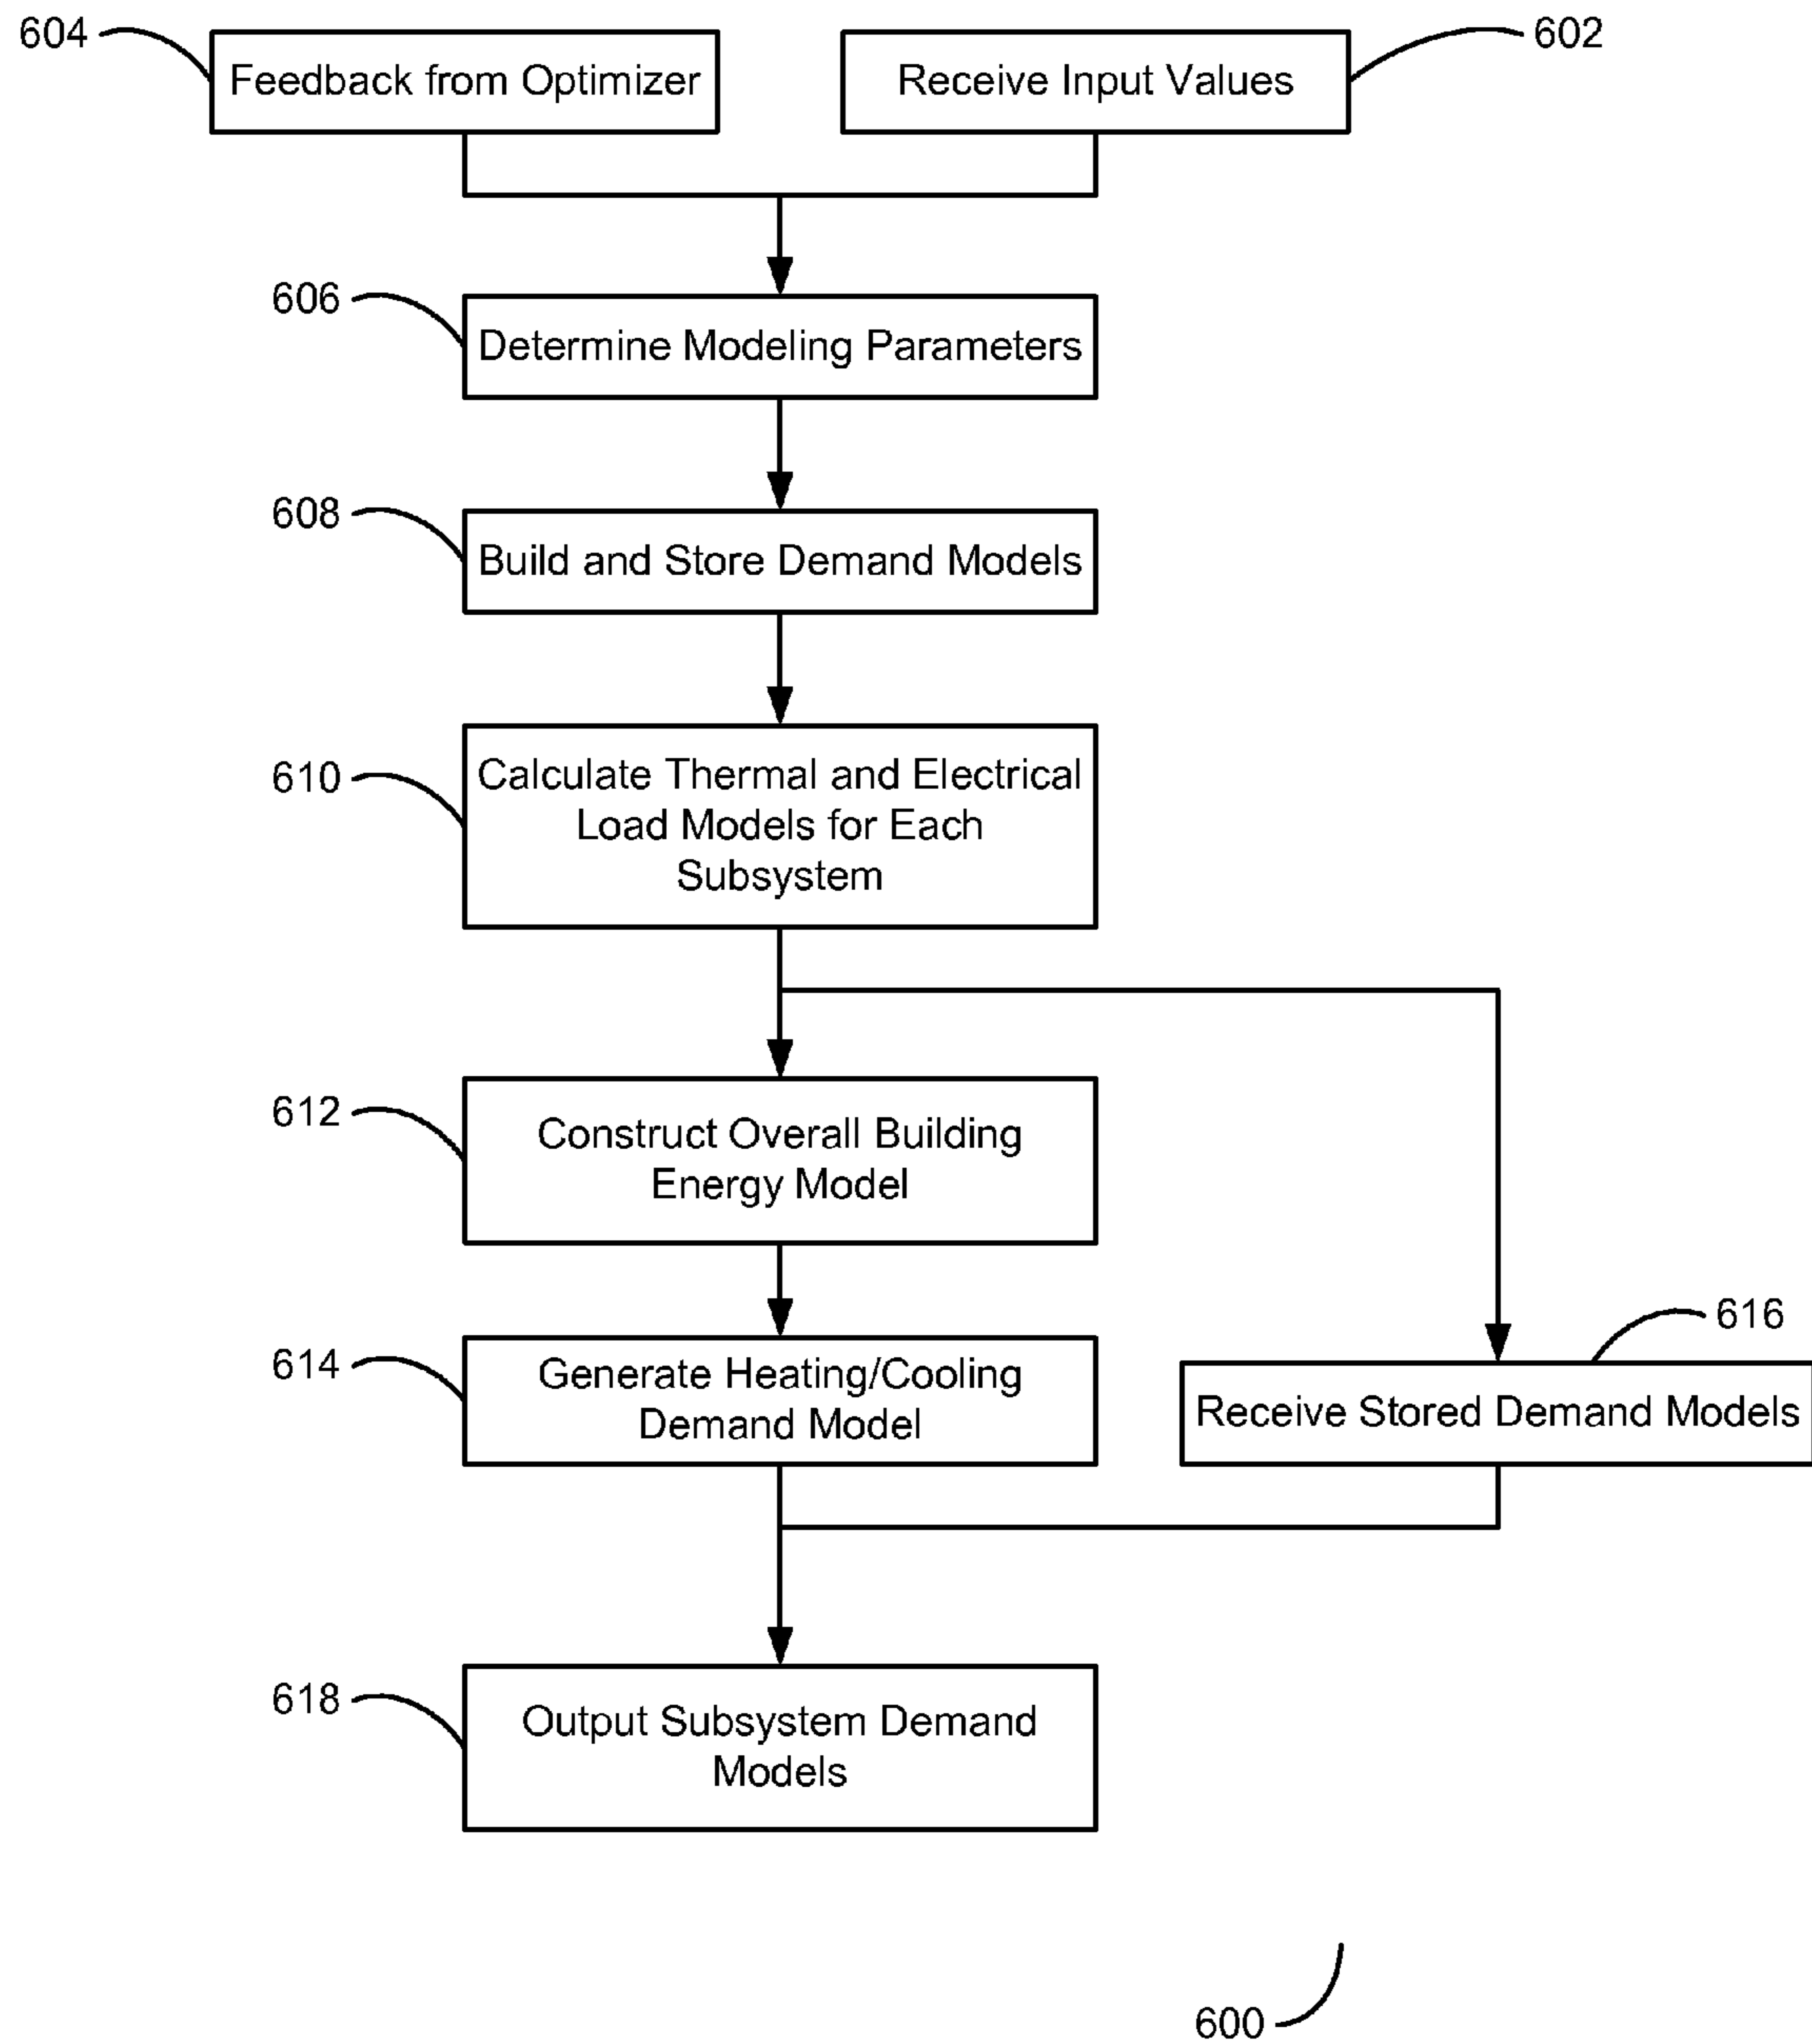 604
Feedback from Optimizer
Receive Input Values
602
606
Determine Modeling Parameters
608
Build and Store Demand Models
610
Calculate Thermal and Electrical
Load Models for Each
Subsystem
612
Construct Overall Building
Energy Model
614
Generate Heating/Cooling
Demand Model
616
Receive Stored Demand Models
618
Output Subsystem Demand
Models
600